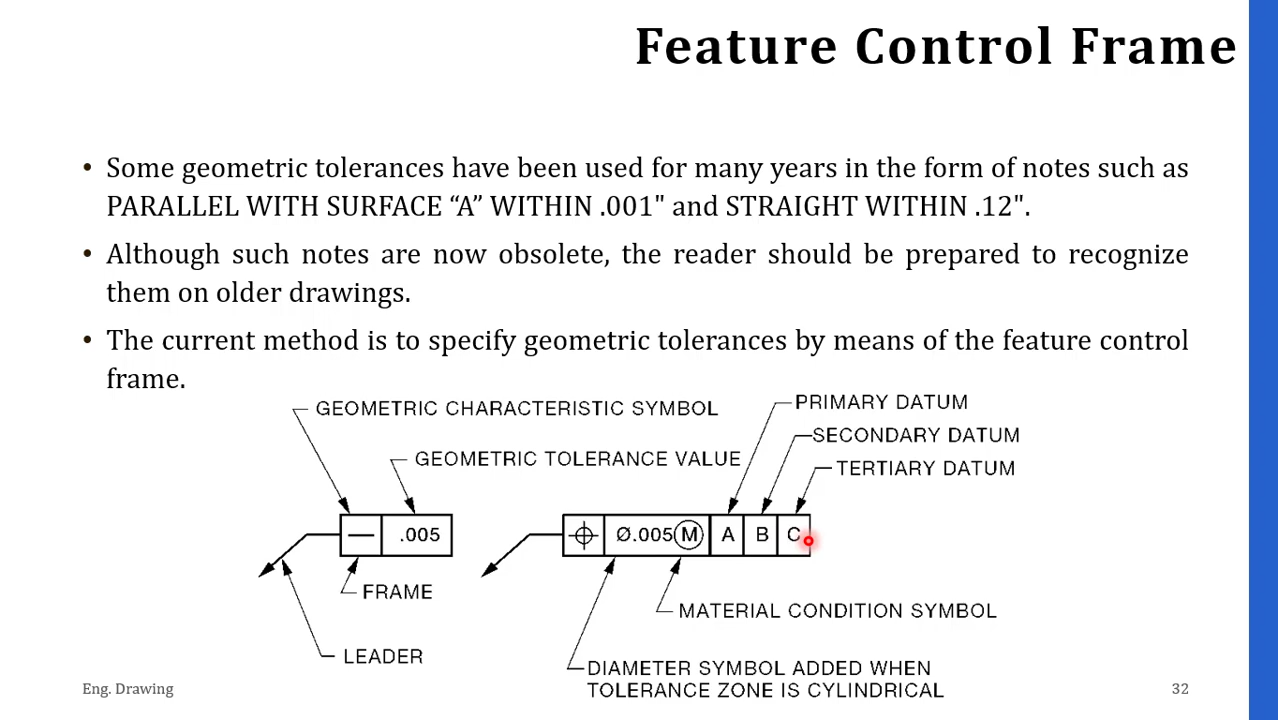 Feature Control Frame
• Some geometric tolerances have been used for many years in the form of notes such as
PARALLEL WITH SURFACE “A” WITHIN .001" and STRAIGHT WITHIN .12".
• Although such notes are now obsolete, the reader should be prepared to recognize
them on older drawings.
• The current method is to specify geometric tolerances by means of the feature control
frame.
GEOMETRIC CHARACTERISTIC SYMBOL
GEOMETRIC TOLERANCE VALUE
PRIMARY DATUM
SECONDARY DATUM
TERTIARY DATUM
.005
Ø.005 Ⓜ A B C
FRAME
LEADER
MATERIAL CONDITION SYMBOL
DIAMETER SYMBOL ADDED WHEN
TOLERANCE ZONE IS CYLINDRICAL
Eng. Drawing
32